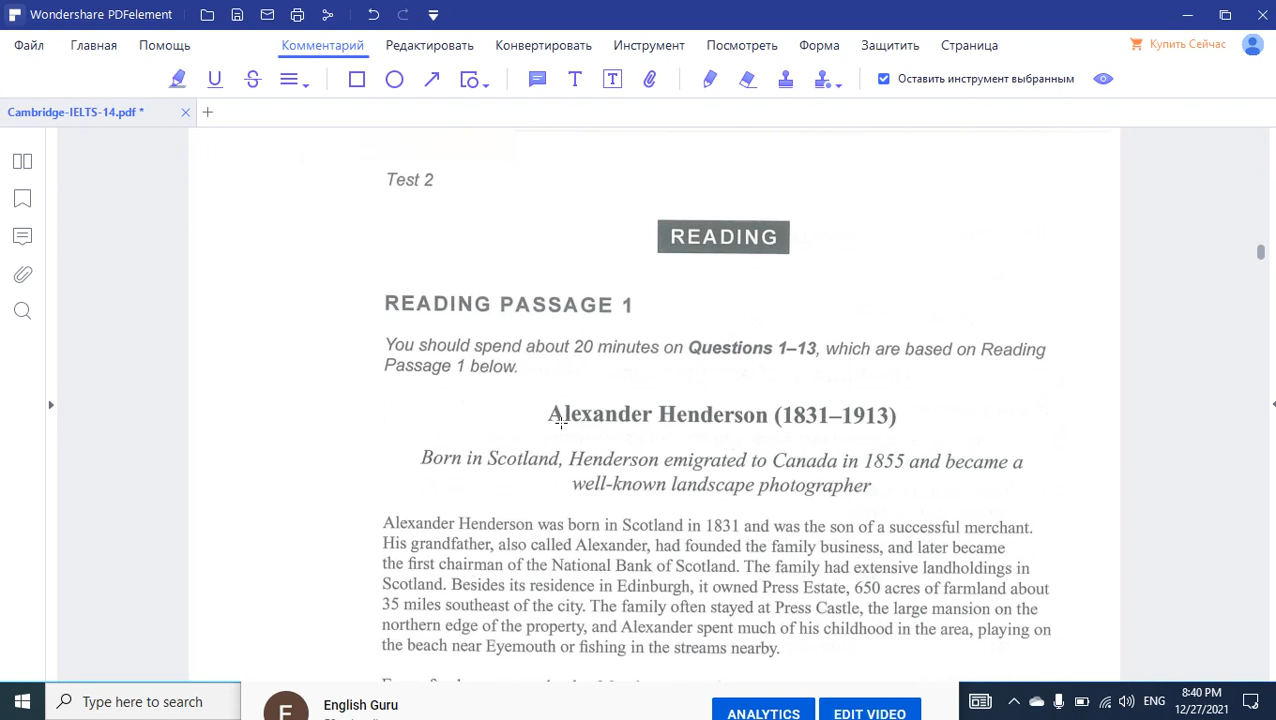 Wondershare PDFelement
Файл Главная Помощь Комментарий Редактировать Конвертировать Инструмент Посмотреть Форма Защитить Страница Купить Сейчас
Оставить инструмент выбранным
Cambridge-IELTS-14.pdf *
Test 2
READING
READING PASSAGE 1
You should spend about 20 minutes on Questions 1–13, which are based on Reading
Passage 1 below.
Alexander Henderson (1831–1913)
Born in Scotland, Henderson emigrated to Canada in 1855 and became a
well-known landscape photographer
Alexander Henderson was born in Scotland in 1831 and was the son of a successful merchant.
His grandfather, also called Alexander, had founded the family business, and later became
the first chairman of the National Bank of Scotland. The family had extensive landholdings in
Scotland. Besides its residence in Edinburgh, it owned Press Estate, 650 acres of farmland about
35 miles southeast of the city. The family often stayed at Press Castle, the large mansion on the
northern edge of the property, and Alexander spent much of his childhood in the area, playing on
the beach near Eyemouth or fishing in the streams nearby.
Type here to search
E
English Guru
ANALYTICS
EDIT VIDEO
ENG
8:40 PM
12/27/2021